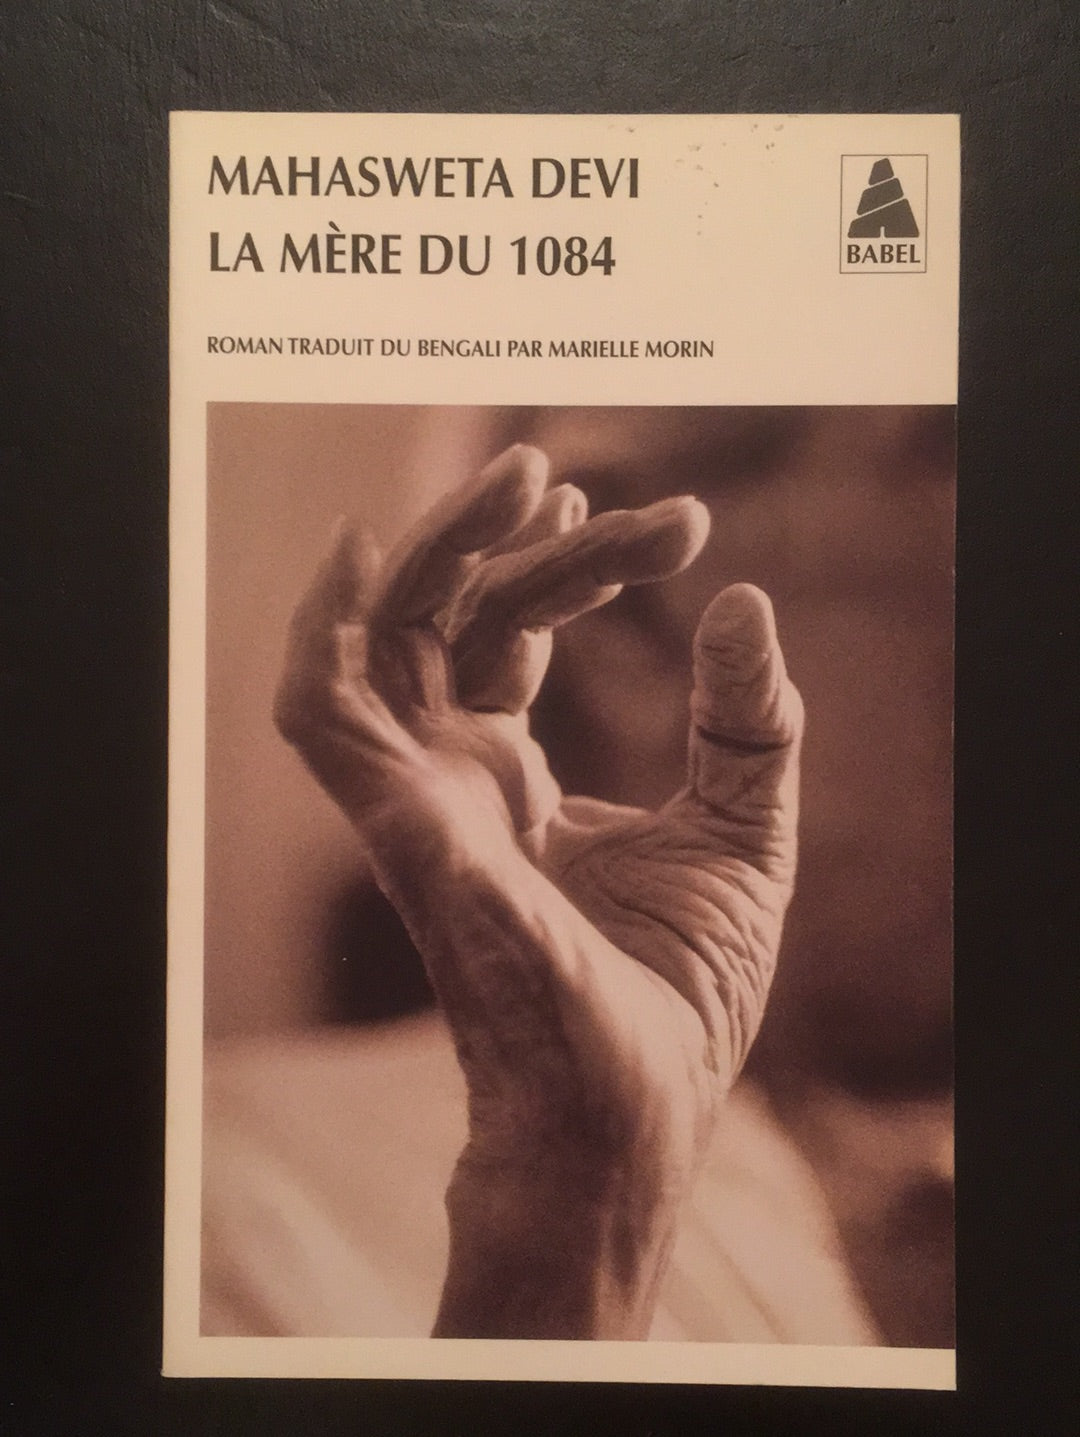 MAHASWETA DEVI
LA MÈRE DU 1084
BABEL
ROMAN TRADUIT DU BENGALI PAR MARIELLE MORIN